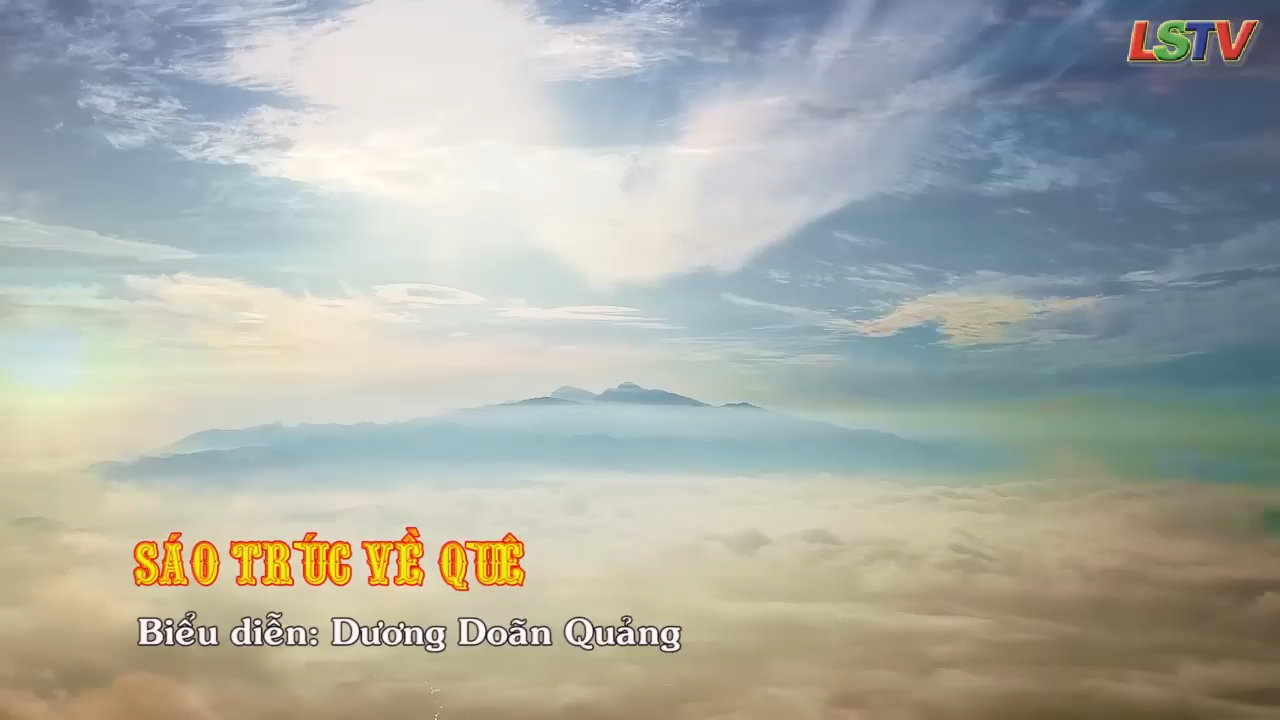 LSTV
SÁO TRÚC VỀ QUÊ
Biểu diễn: Dương Doãn Quảng